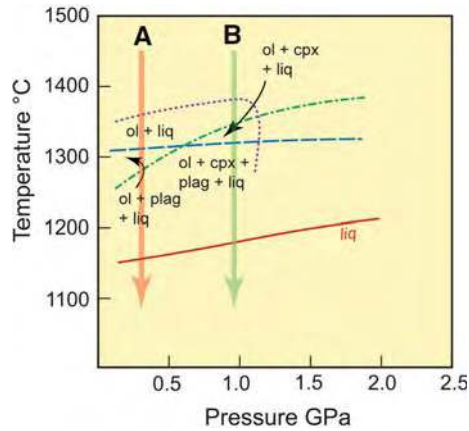 1500
A
B
ol + cpx
+ liq
1400
ol + liq
1300
ol + cpx +
plag + liq
ol + plag
+ liq
1200
liq
1100
Temperature °C
0.5
1.0
1.5
2.0
2.5
Pressure GPa